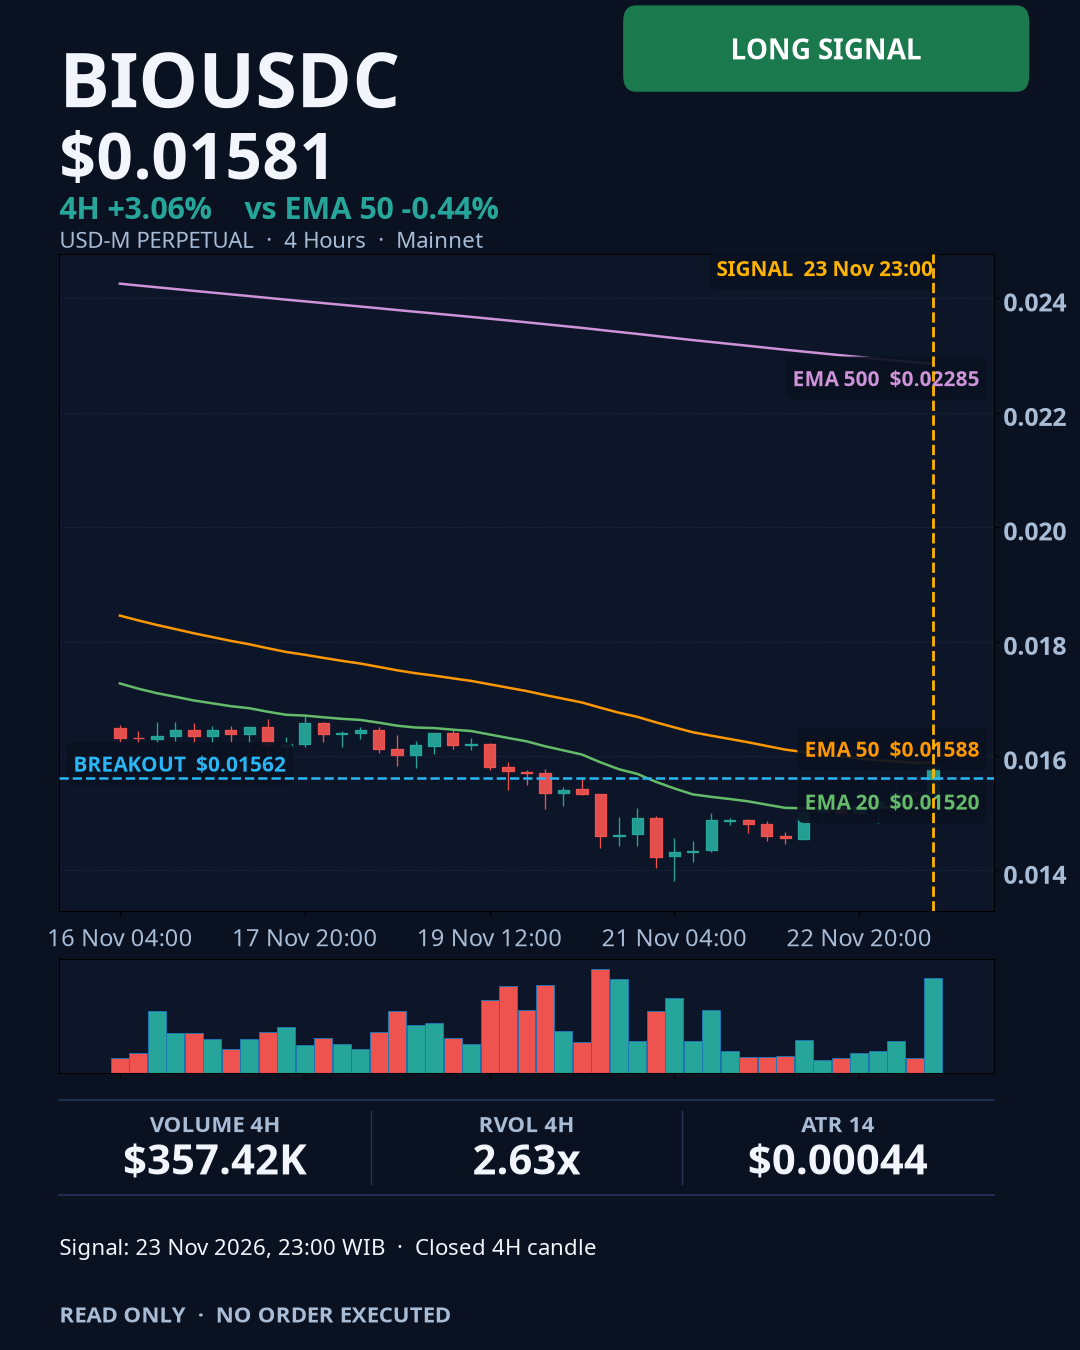 LONG SIGNAL
BIOUSDC
$0.01581
4H +3.06% vs EMA 50 -0.44%
USD-M PERPETUAL · 4 Hours · Mainnet
SIGNAL 23 Nov 23:00
0.024
EMA 500 $0.02285
0.022
0.020
0.018
EMA 50 $0.01588
0.016
BREAKOUT $0.01562
EMA 20 $0.01520
0.014
16 Nov 04:00 17 Nov 20:00 19 Nov 12:00 21 Nov 04:00 22 Nov 20:00
VOLUME 4H RVOL 4H ATR 14
$357.42K 2.63x $0.00044
Signal: 23 Nov 2026, 23:00 WIB · Closed 4H candle
READ ONLY · NO ORDER EXECUTED